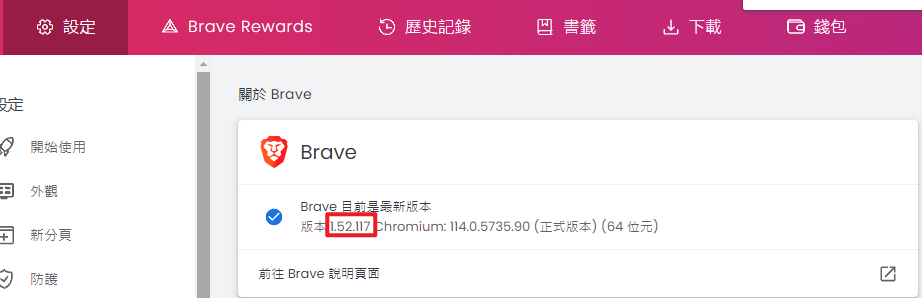 設定 Brave Rewards 歷史記錄 書籤 下載 錢包
設定
開始使用
外觀
新分頁
防護
關於 Brave
Brave
Brave 目前是最新版本
版本 1.52.117 Chromium: 114.0.5735.90 (正式版本) (64 位元)
前往 Brave 說明頁面